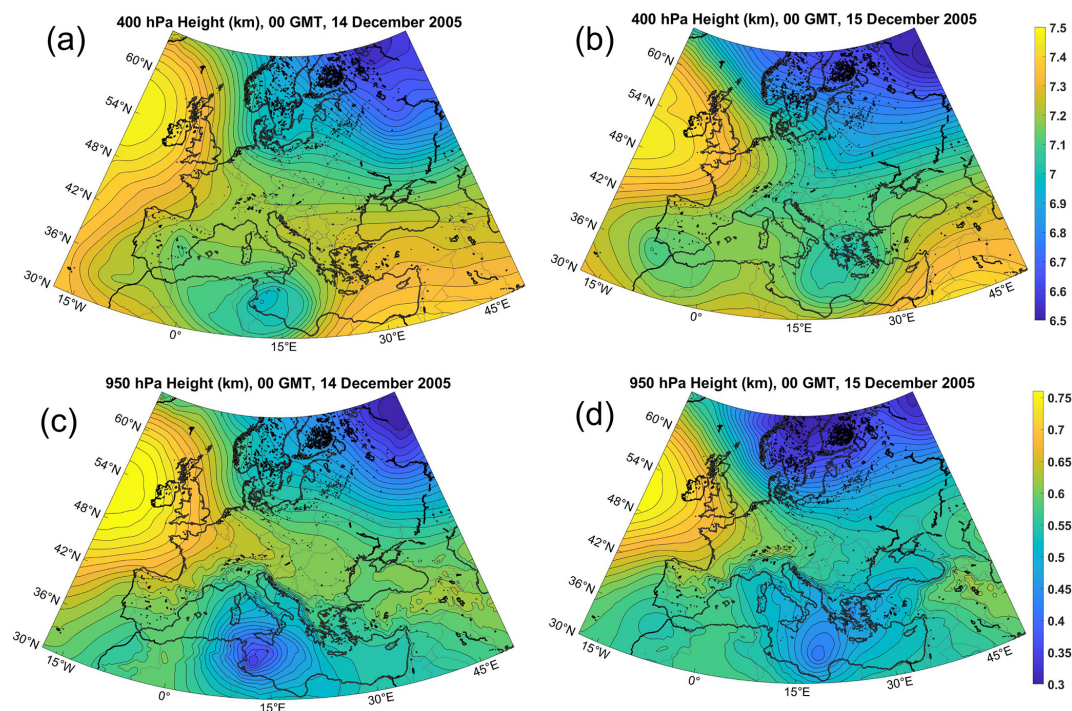 (a)
400 hPa Height (km), 00 GMT, 14 December 2005
60°N
54°N
48°N
42°N
36°N
30°N
15°W
0°
15°E
30°E
45°E
(b)
400 hPa Height (km), 00 GMT, 15 December 2005
60°N
54°N
48°N
42°N
36°N
30°N
15°W
0°
15°E
30°E
45°E
7.5
7.4
7.3
7.2
7.1
7
6.9
6.8
6.7
6.6
6.5
(c)
950 hPa Height (km), 00 GMT, 14 December 2005
60°N
54°N
48°N
42°N
36°N
30°N
15°W
0°
15°E
30°E
45°E
(d)
950 hPa Height (km), 00 GMT, 15 December 2005
60°N
54°N
48°N
42°N
36°N
30°N
15°W
0°
15°E
30°E
45°E
0.75
0.7
0.65
0.6
0.55
0.5
0.45
0.4
0.35
0.3